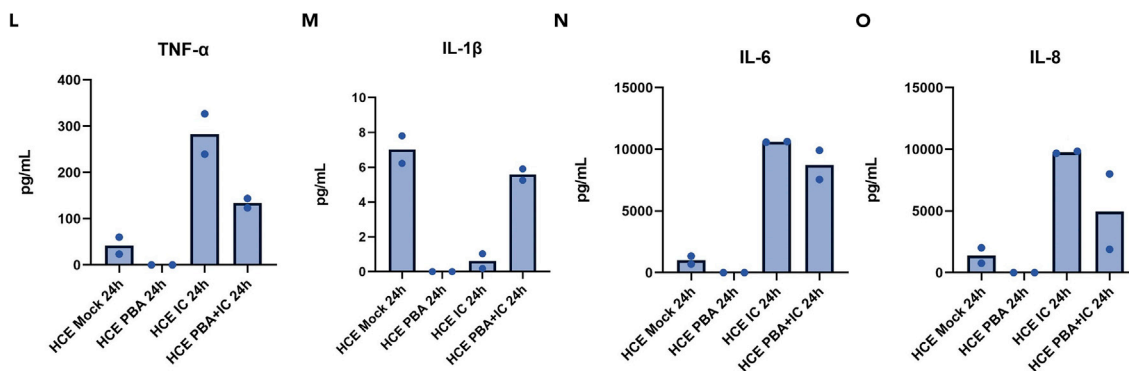 L
TNF-α
400
300
200
100
0
pg/mL
HCE Mock 24h
HCE PBA 24h
HCE IC 24h
HCE PBA+IC 24h
M
IL-1β
10
8
6
4
2
0
pg/mL
HCE Mock 24h
HCE PBA 24h
HCE IC 24h
HCE PBA+IC 24h
N
IL-6
15000
10000
5000
0
pg/mL
HCE Mock 24h
HCE PBA 24h
HCE IC 24h
HCE PBA+IC 24h
O
IL-8
15000
10000
5000
0
pg/mL
HCE Mock 24h
HCE PBA 24h
HCE IC 24h
HCE PBA+IC 24h